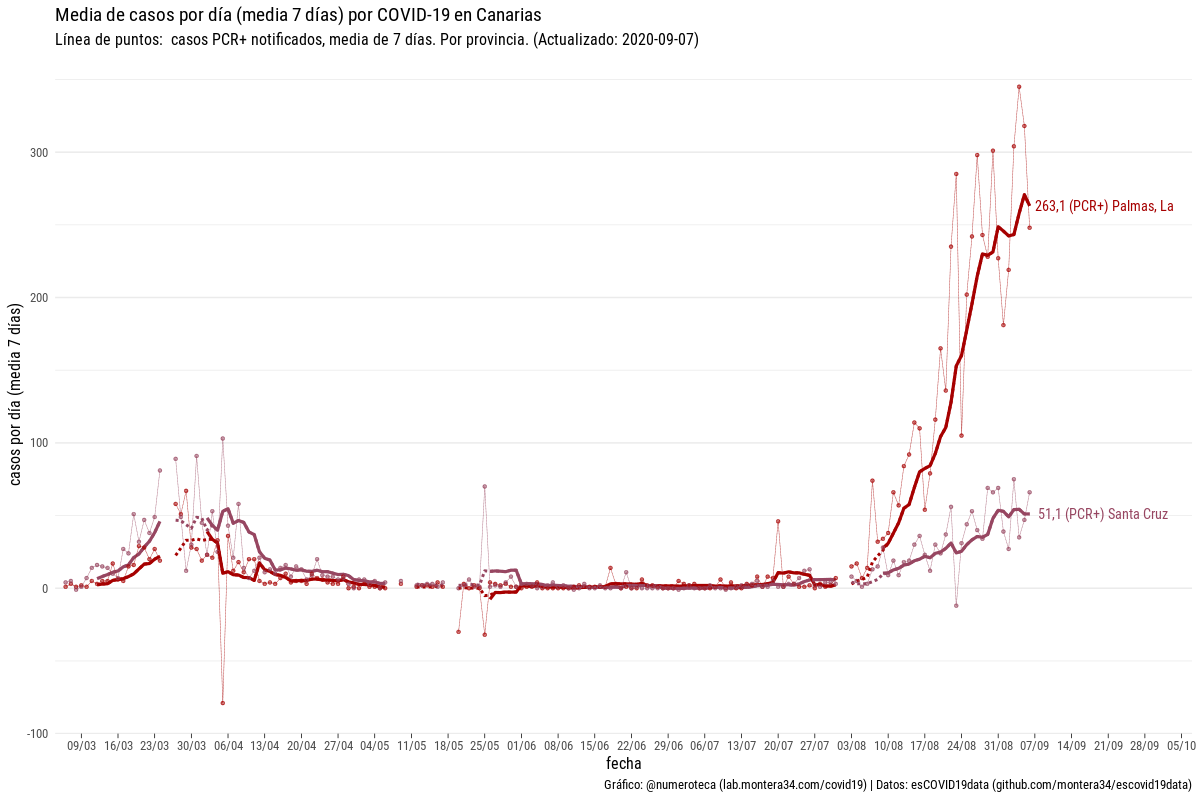 Media de casos por día (media 7 días) por COVID-19 en Canarias
Línea de puntos:  casos PCR+ notificados, media de 7 días. Por provincia. (Actualizado: 2020-09-07)
casos por día (media 7 días)
300
200
100
0
-100
263,1 (PCR+) Palmas, La
51,1 (PCR+) Santa Cruz
09/03 16/03 23/03 30/03 06/04 13/04 20/04 27/04 04/05 11/05 18/05 25/05 01/06 08/06 15/06 22/06 29/06 06/07 13/07 20/07 27/07 03/08 10/08 17/08 24/08 31/08 07/09 14/09 21/09 28/09 05/10
fecha
Gráfico: @numeroteca (lab.montera34.com/covid19) | Datos: esCOVID19data (github.com/montera34/escovid19data)